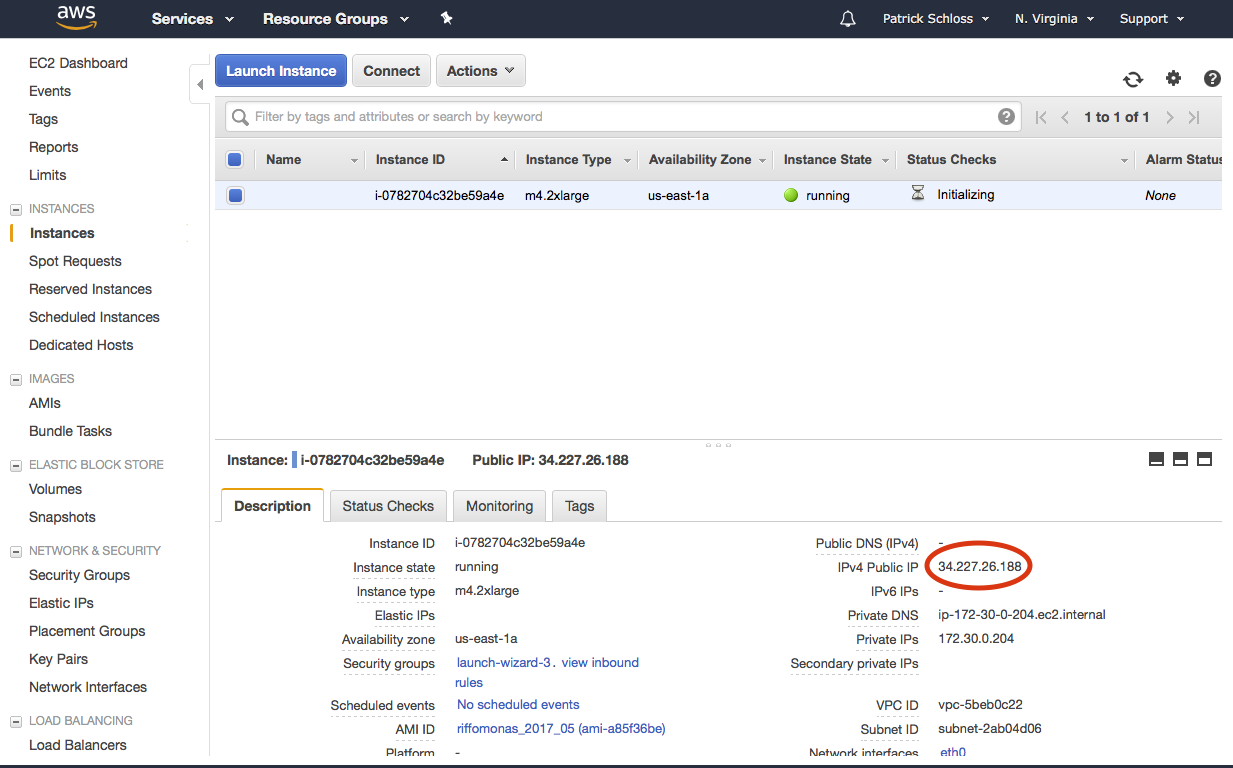 aws Services Resource Groups Patrick Schloss N. Virginia Support
EC2 Dashboard
Events
Tags
Reports
Limits
INSTANCES
Instances
Spot Requests
Reserved Instances
Scheduled Instances
Dedicated Hosts
IMAGES
AMIs
Bundle Tasks
ELASTIC BLOCK STORE
Volumes
Snapshots
NETWORK & SECURITY
Security Groups
Elastic IPs
Placement Groups
Key Pairs
Network Interfaces
LOAD BALANCING
Load Balancers
Launch Instance Connect Actions
Filter by tags and attributes or search by keyword 1 to 1 of 1
Name Instance ID Instance Type Availability Zone Instance State Status Checks Alarm Status
i-0782704c32be59a4e m4.2xlarge us-east-1a running Initializing None
Instance: i-0782704c32be59a4e Public IP: 34.227.26.188
Description Status Checks Monitoring Tags
Instance ID i-0782704c32be59a4e
Instance state running
Instance type m4.2xlarge
Elastic IPs
Availability zone us-east-1a
Security groups launch-wizard-3. view inbound
rules
Scheduled events No scheduled events
AMI ID riffomonas_2017_05 (ami-a85f36be)
Platform -
Public DNS (IPv4) -
IPv4 Public IP 34.227.26.188
IPv6 IPs -
Private DNS ip-172-30-0-204.ec2.internal
Private IPs 172.30.0.204
Secondary private IPs
VPC ID vpc-5beb0c22
Subnet ID subnet-2ab04d06
Network interfaces eth0